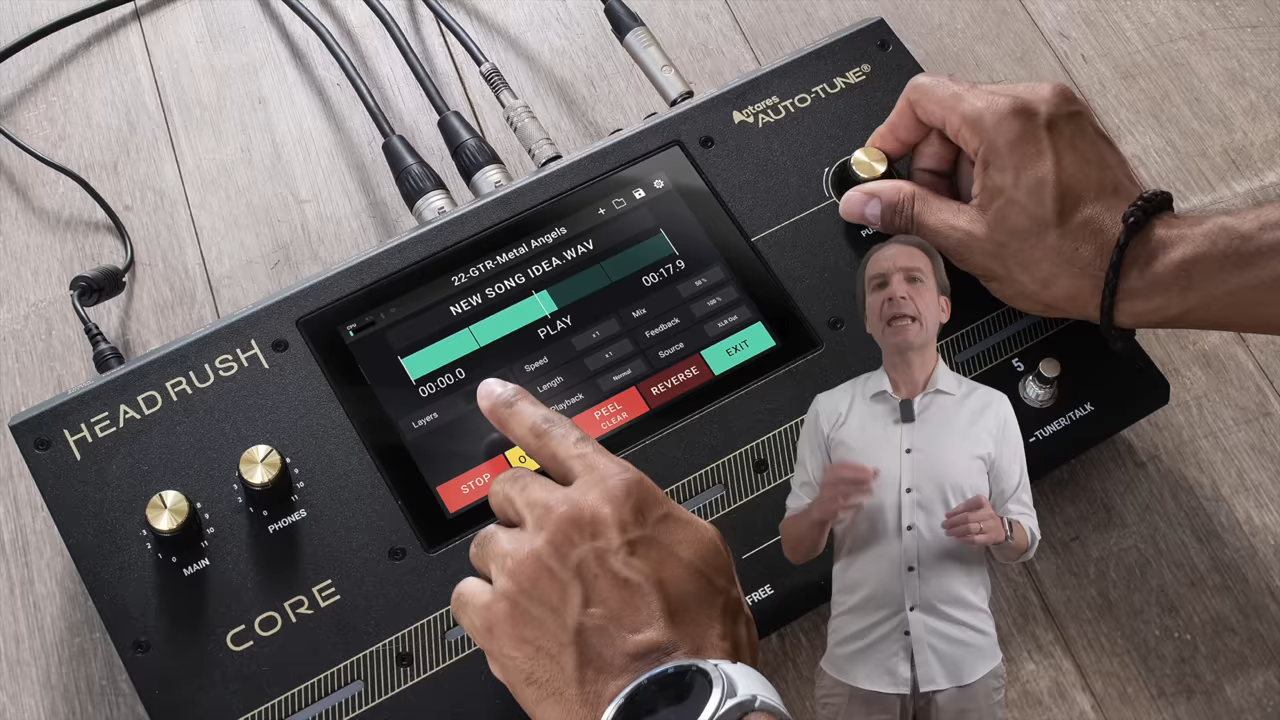 Antares
AUTO-TUNE®
22-GTR-Metal Angels
NEW SONG IDEA.WAV
00:00.0
PLAY
00:17.9
Layers
Speed
x1
Mix
50 %
Length
x1
Feedback
100 %
Playback
Normal
Source
XLR Out
STOP
PEEL
CLEAR
REVERSE
EXIT
HEADRUSH
CORE
MAIN
PHONES
5
TUNER/TALK
FREE